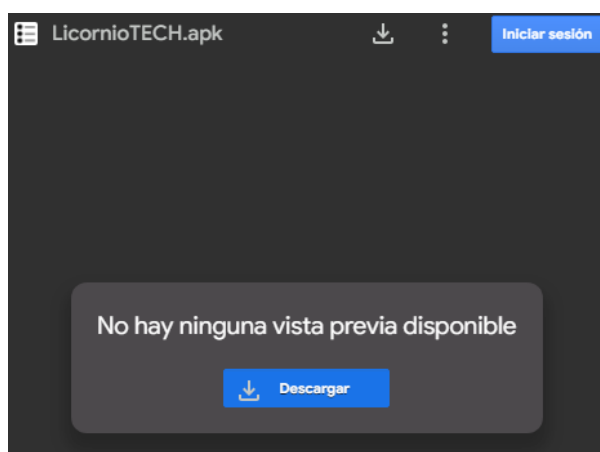 LicornioTECH.apk
Iniciar sesión
No hay ninguna vista previa disponible
Descargar